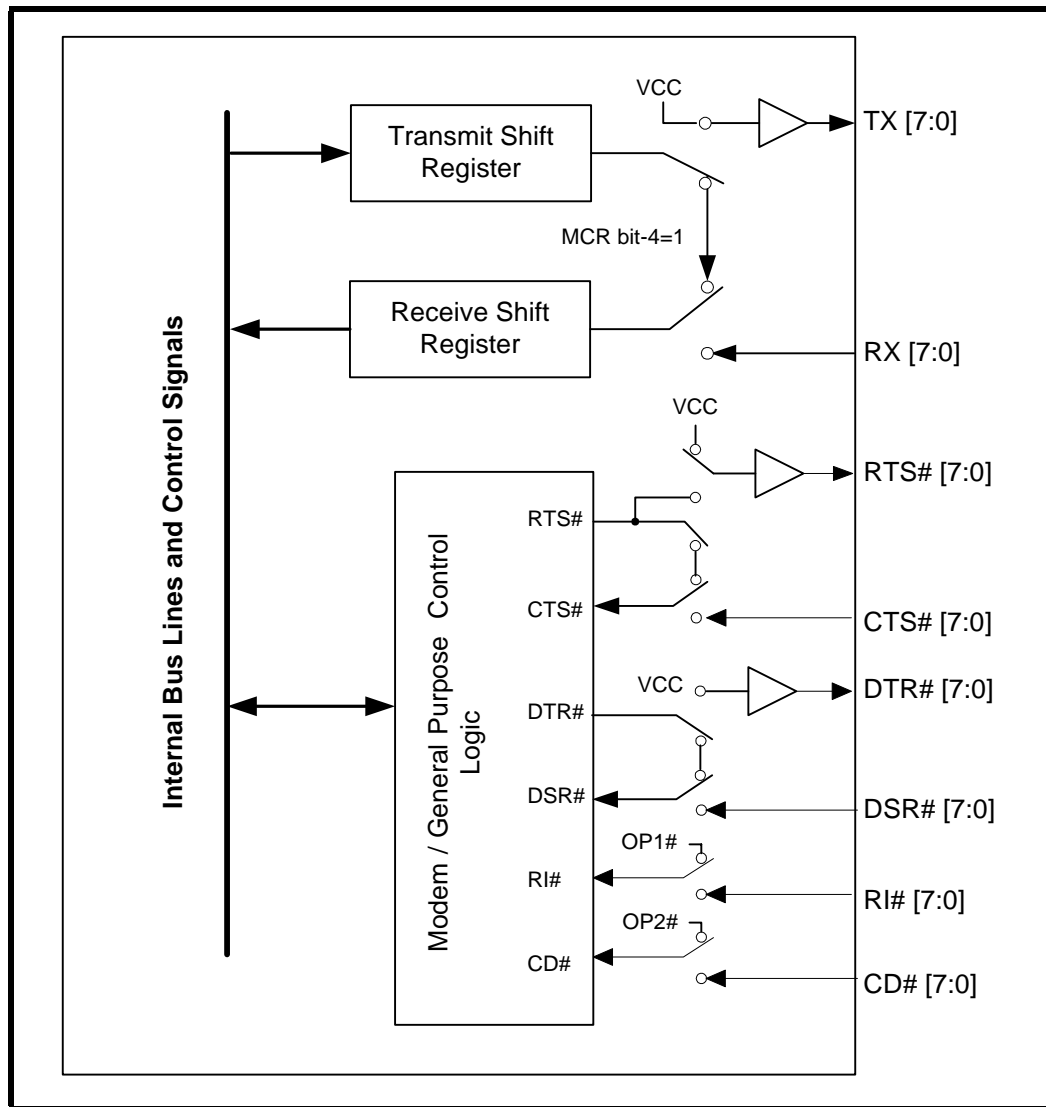 VCC
TX [7:0]
Transmit Shift
Register
MCR bit-4=1
Receive Shift
Register
RX [7:0]
Internal Bus Lines and Control Signals
VCC
RTS# [7:0]
Modem / General Purpose Control
Logic
RTS#
CTS#
CTS# [7:0]
VCC
DTR# [7:0]
DTR#
DSR#
DSR# [7:0]
OP1#
RI#
RI# [7:0]
OP2#
CD#
CD# [7:0]